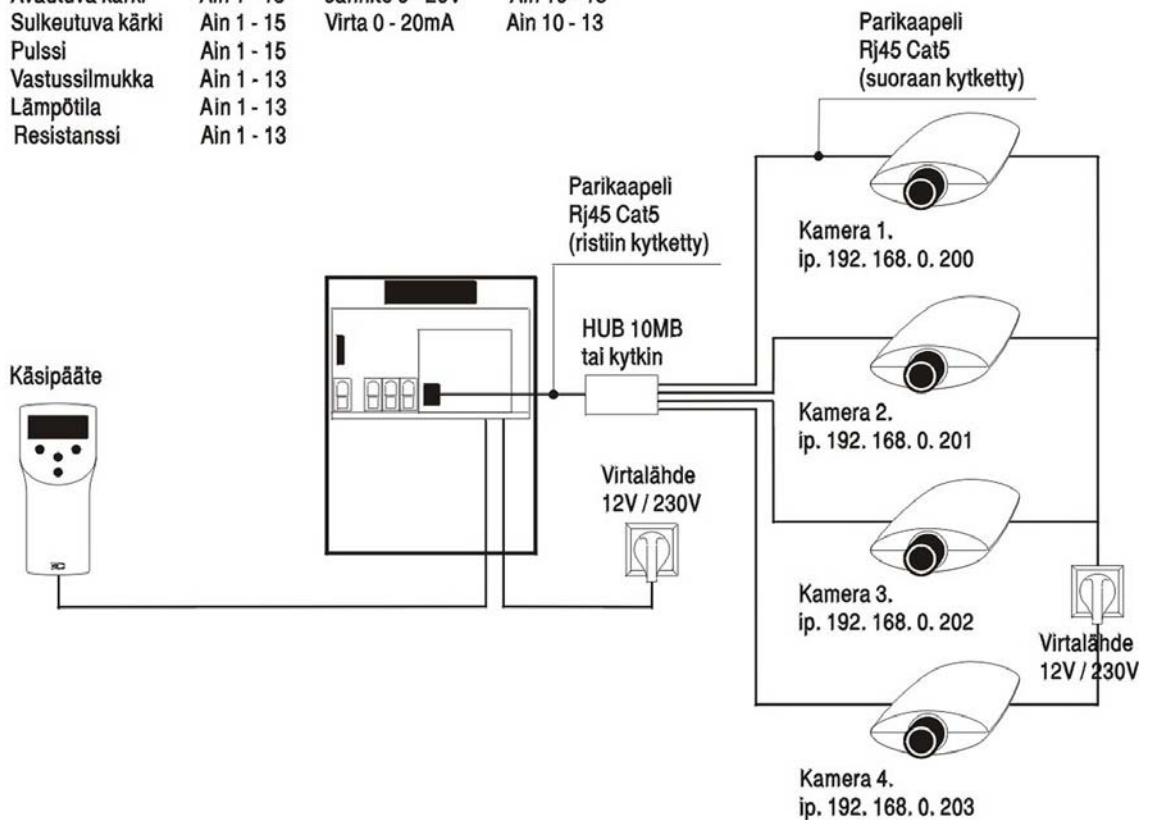 Sulkeutuva kärki Ain 1 - 15 Virta 0 - 20mA Ain 10 - 13
Pulssi Ain 1 - 15
Vastussilmukka Ain 1 - 13
Lämpötila Ain 1 - 13
Resistanssi Ain 1 - 13
Parikaapeli
Rj45 Cat5
(suoraan kytketty)
Parikaapeli
Rj45 Cat5
(ristiin kytketty)
Kamera 1.
ip. 192. 168. 0. 200
HUB 10MB
tai kytkin
Käsipääte
Kamera 2.
ip. 192. 168. 0. 201
Virtalähde
12V / 230V
Kamera 3.
ip. 192. 168. 0. 202
Virtalähde
12V / 230V
Kamera 4.
ip. 192. 168. 0. 203